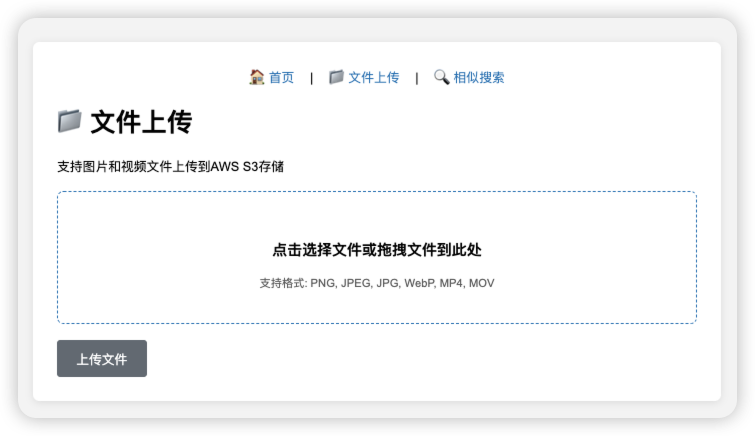 首页 | 文件上传 | 相似搜索
文件上传
支持图片和视频文件上传到AWS S3存储
点击选择文件或拖拽文件到此处
支持格式: PNG, JPEG, JPG, WebP, MP4, MOV
上传文件